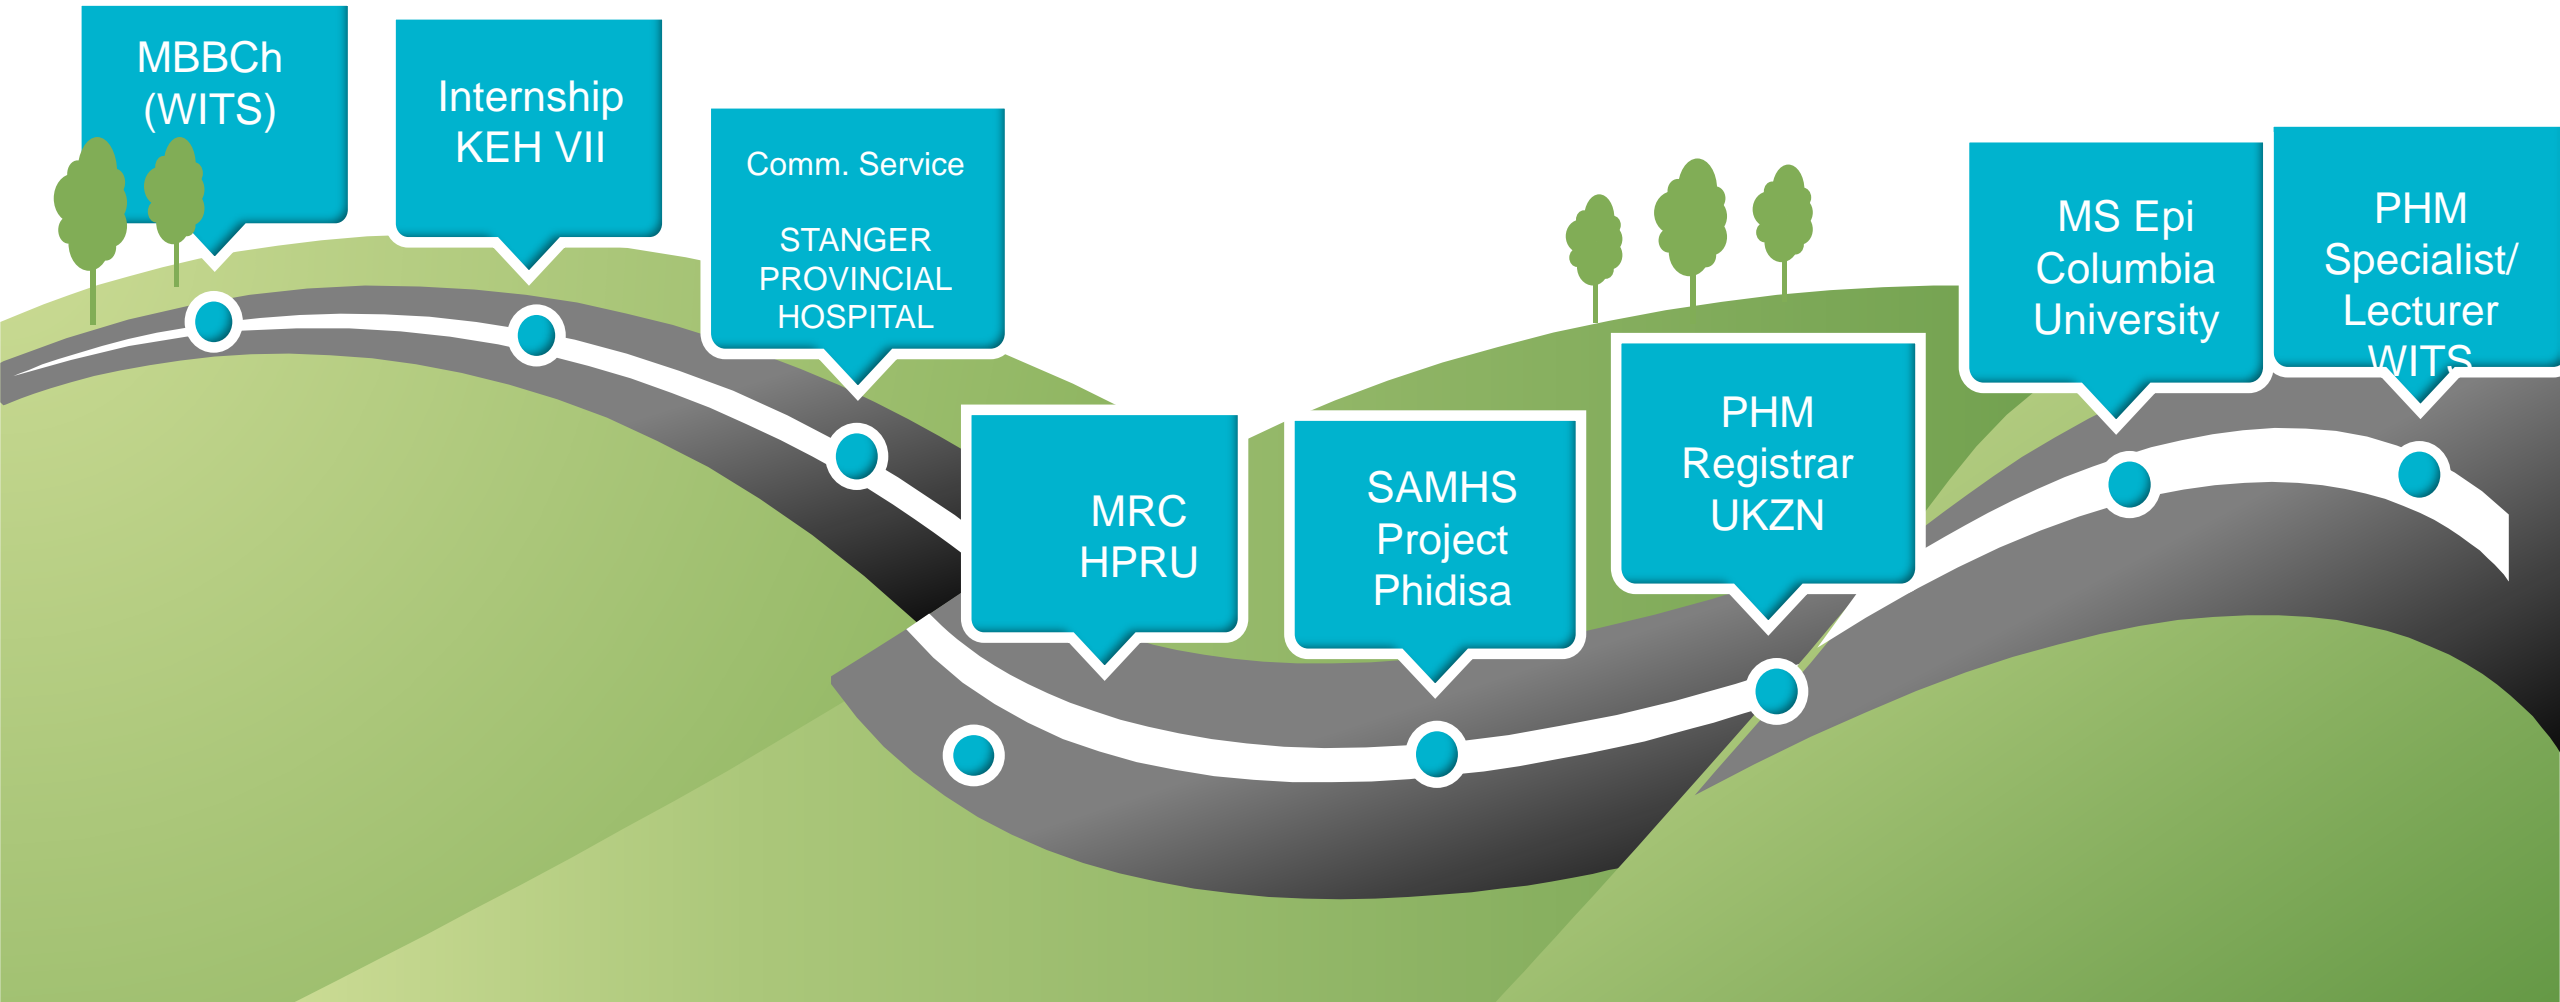 MBBCh
(WITS)
Internship
KEH VII
Comm. Service
STANGER
PROVINCIAL
HOSPITAL
MRC
HPRU
SAMHS
Project
Phidisa
PHM
Registrar
UKZN
MS Epi
Columbia
University
PHM
Specialist/
Lecturer
WITS